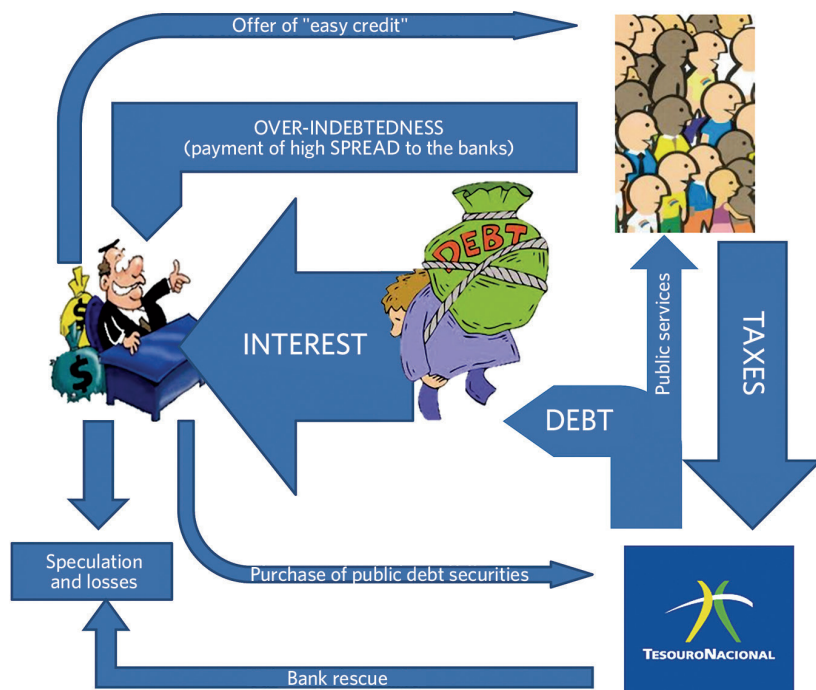 Offer of "easy credit"
OVER-INDEBTEDNESS
(payment of high SPREAD to the banks)
DEBT
INTEREST
Public services
TAXES
$
$
DEBT
Speculation
and losses
Purchase of public debt securities
TESOURONACIONAL
Bank rescue